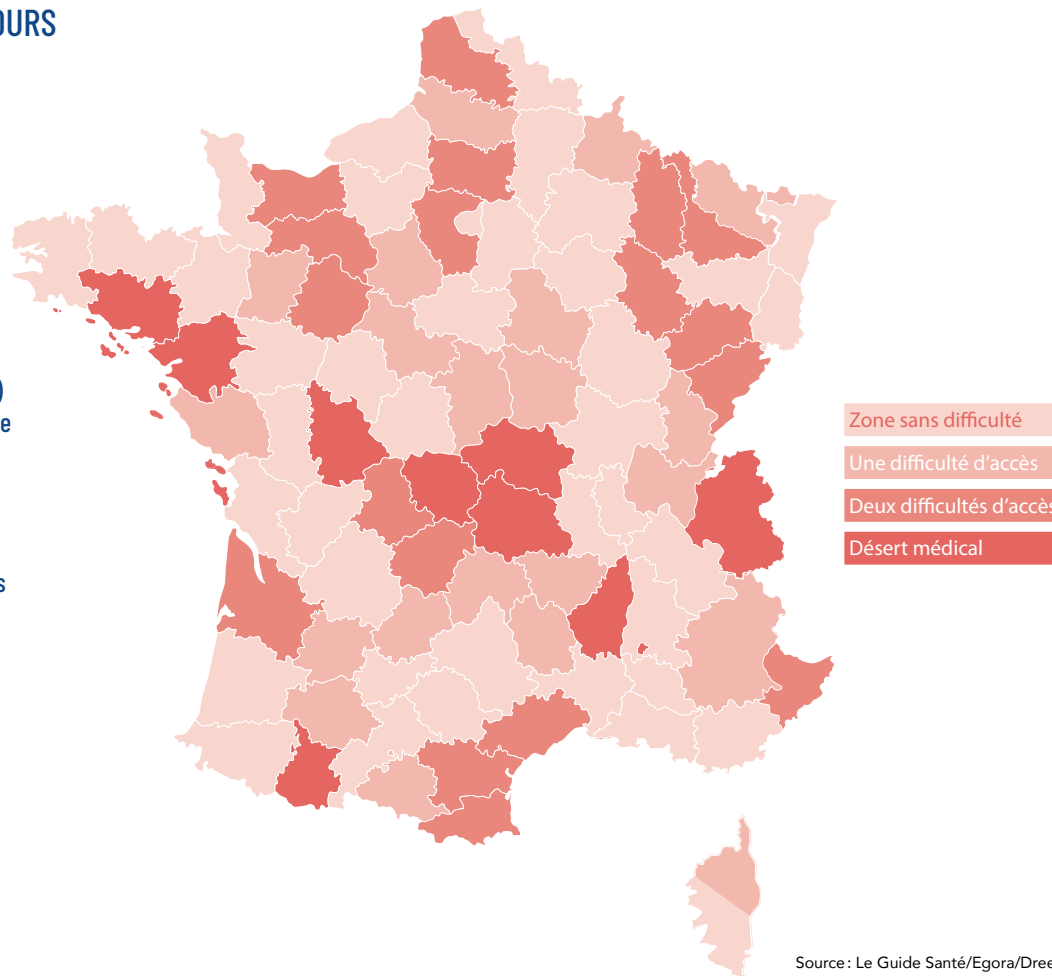 OURS
)
e
s
Zone sans difficulté
Une difficulté d'accès
Deux difficultés d'accès
Désert médical
Source : Le Guide Santé/Egora/Dree